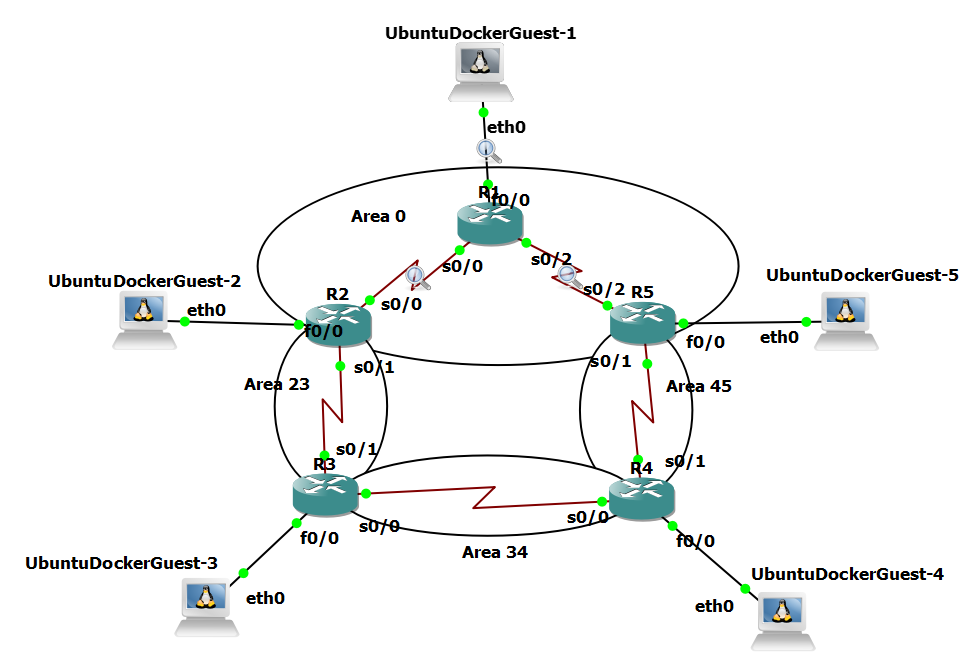 UbuntuDockerGuest-1
eth0
R1
f0/0
Area 0
s0/0
s0/2
UbuntuDockerGuest-2
eth0
R2
s0/0
f0/0
s0/2
R5
UbuntuDockerGuest-5
f0/0
eth0
s0/1
s0/1
Area 23
Area 45
s0/1
s0/1
R3
R4
s0/0
s0/0
f0/0
f0/0
Area 34
UbuntuDockerGuest-3
eth0
UbuntuDockerGuest-4
eth0